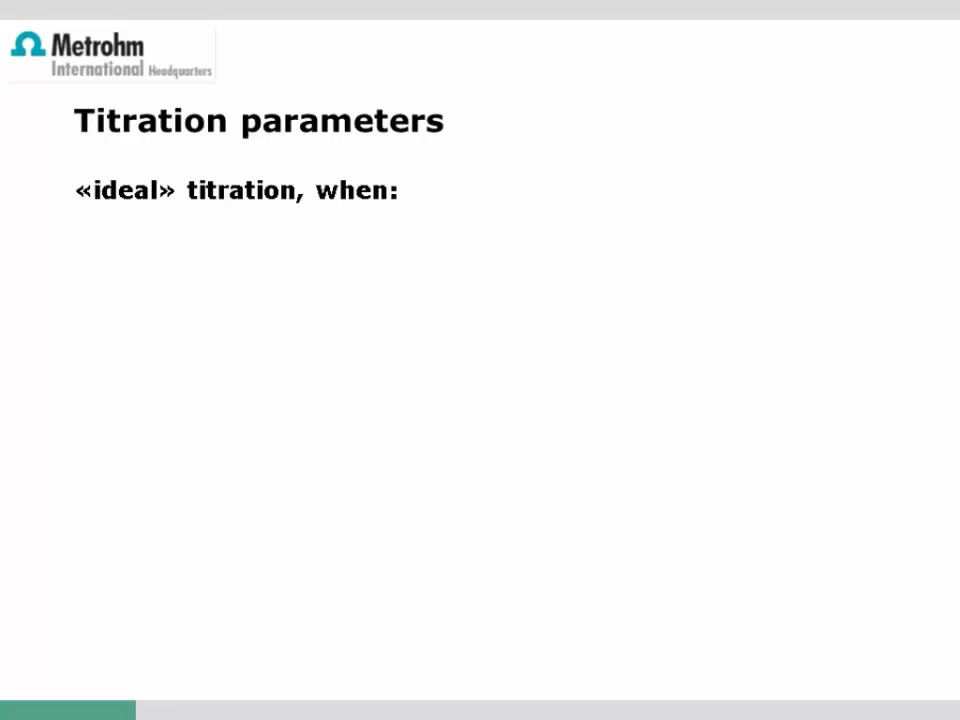 Metrohm
International Headquarters
Titration parameters
«ideal» titration, when: